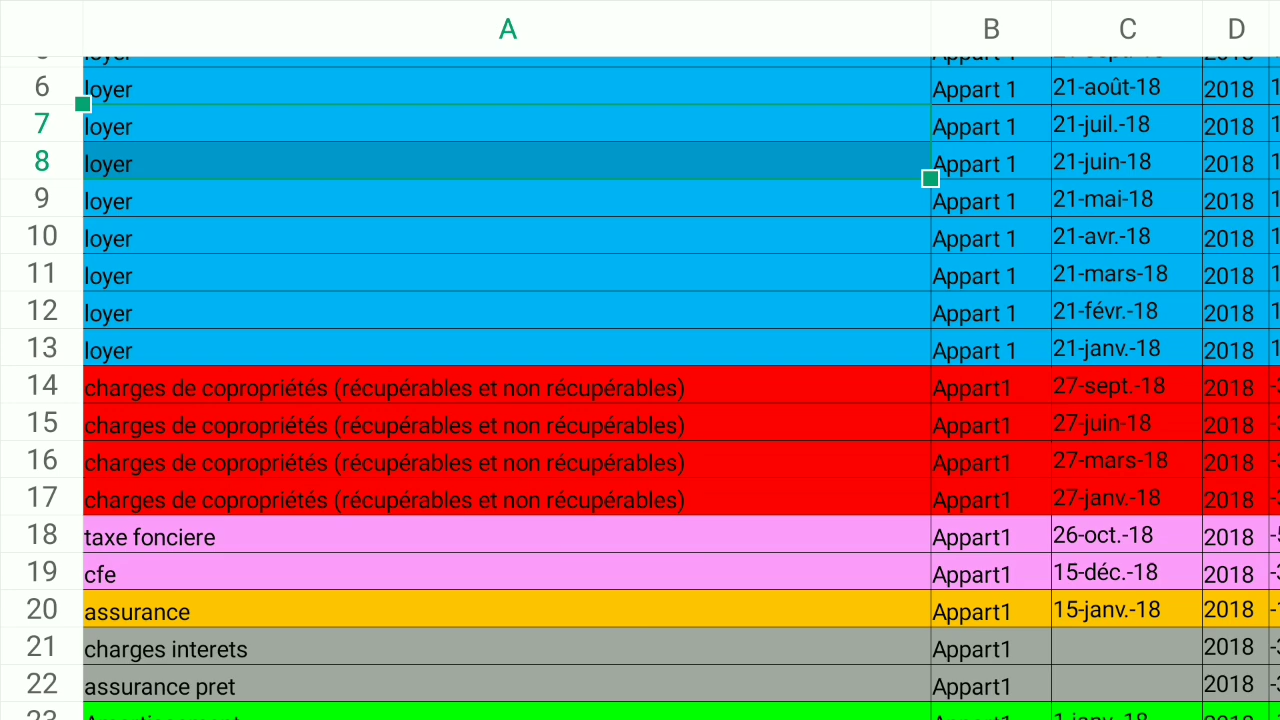 A B C D
6 loyer Appart 1 21-août-18 2018
7 loyer Appart 1 21-juil.-18 2018
8 loyer Appart 1 21-juin-18 2018
9 loyer Appart 1 21-mai-18 2018
10 loyer Appart 1 21-avr.-18 2018
11 loyer Appart 1 21-mars-18 2018
12 loyer Appart 1 21-févr.-18 2018
13 loyer Appart 1 21-janv.-18 2018
14 charges de copropriétés (récupérables et non récupérables) Appart1 27-sept.-18 2018
15 charges de copropriétés (récupérables et non récupérables) Appart1 27-juin-18 2018
16 charges de copropriétés (récupérables et non récupérables) Appart1 27-mars-18 2018
17 charges de copropriétés (récupérables et non récupérables) Appart1 27-janv.-18 2018
18 taxe fonciere Appart1 26-oct.-18 2018
19 cfe Appart1 15-déc.-18 2018
20 assurance Appart1 15-janv.-18 2018
21 charges interets Appart1 2018
22 assurance pret Appart1 2018